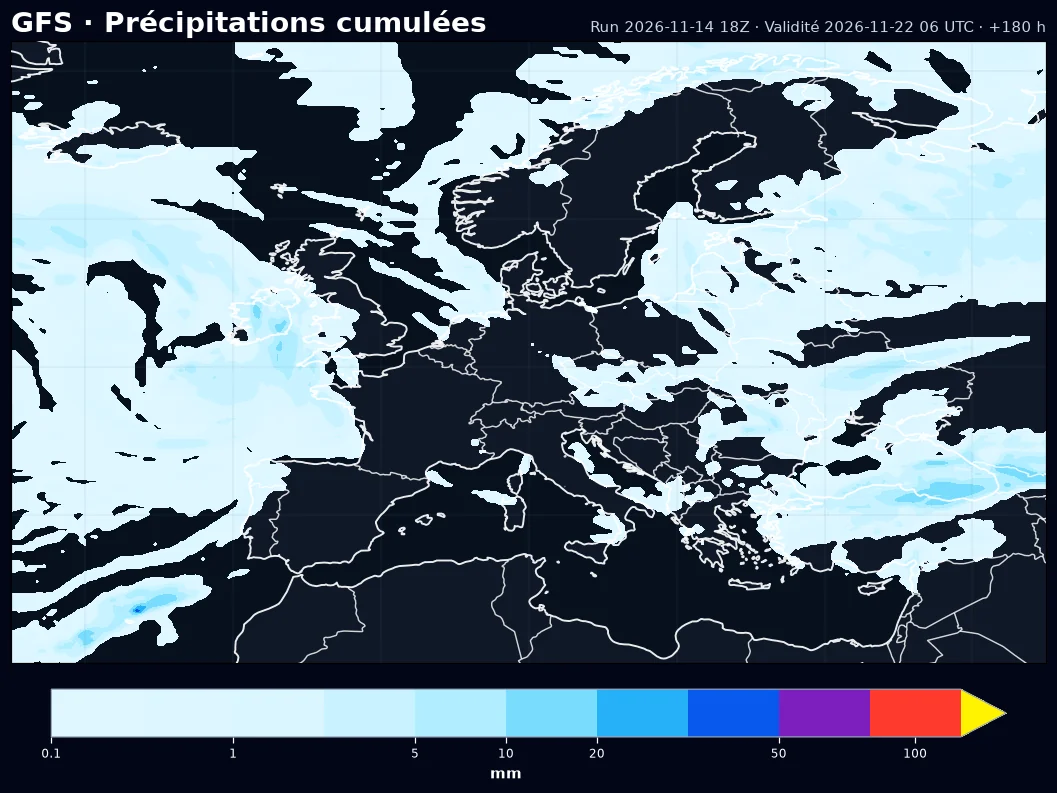 GFS · Précipitations cumulées
Run 2026-11-14 18Z · Validité 2026-11-22 06 UTC · +180 h
0.1 1 5 10 20 50 100
mm